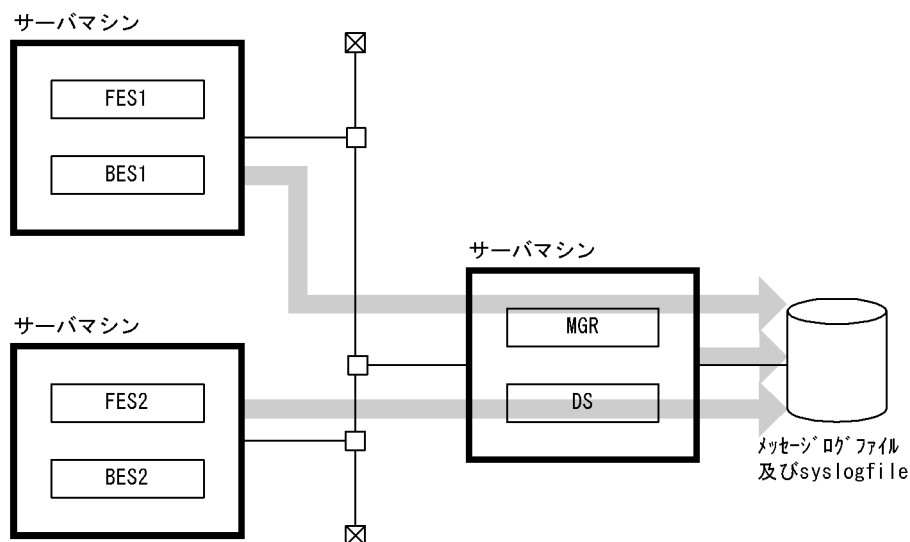 サーバマシン
FES1
BES1
サーバマシン
MGR
DS
サーバマシン
FES2
BES2
ﾒｯｾｰｼﾞﾛｸﾞﾌｧｲﾙ
及びsyslogfile